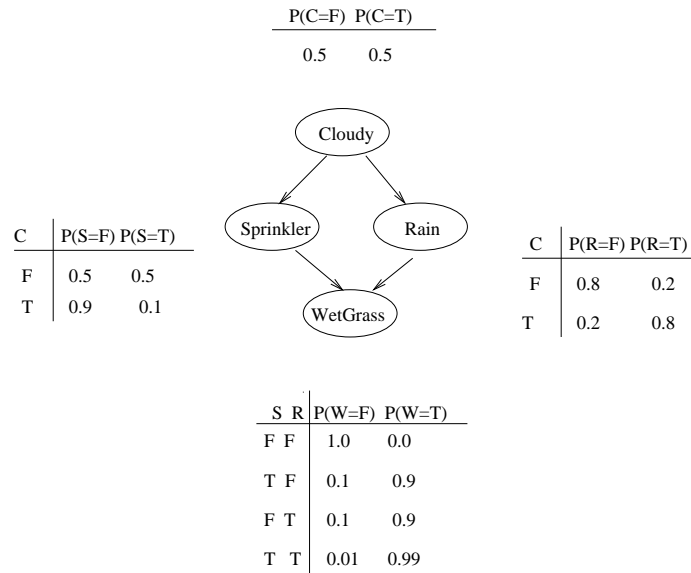 P(C=F) P(C=T)
0.5 0.5
Cloudy
Sprinkler
Rain
WetGrass
C P(S=F) P(S=T)
F 0.5 0.5
T 0.9 0.1
C P(R=F) P(R=T)
F 0.8 0.2
T 0.2 0.8
S R P(W=F) P(W=T)
F F 1.0 0.0
T F 0.1 0.9
F T 0.1 0.9
T T 0.01 0.99